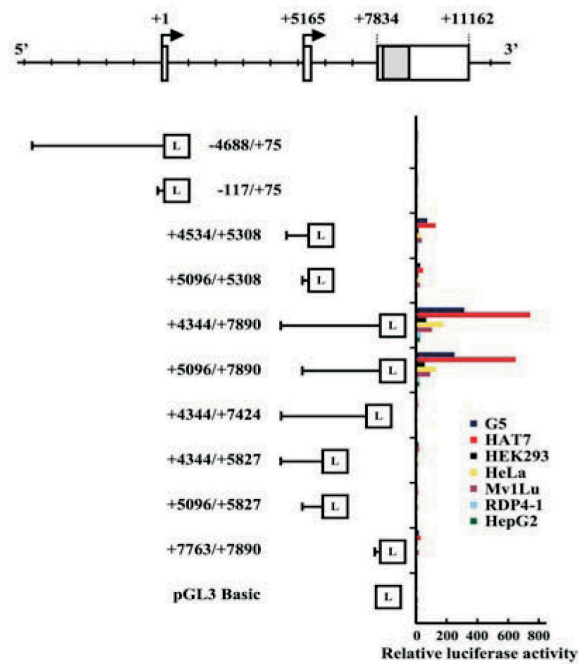 +1 +5165 +7834 +11162
5' 3'
L -4688/+75
L -117/+75
+4534/+5308 L
+5096/+5308 L
+4344/+7890 L
+5096/+7890 L
+4344/+7424 L
+4344/+5827 L
+5096/+5827 L
+7763/+7890 L
pGL3 Basic L
G5
HAT7
HEK293
HeLa
Mv1Lu
RDP4-1
HepG2
0 200 400 600 800
Relative luciferase activity